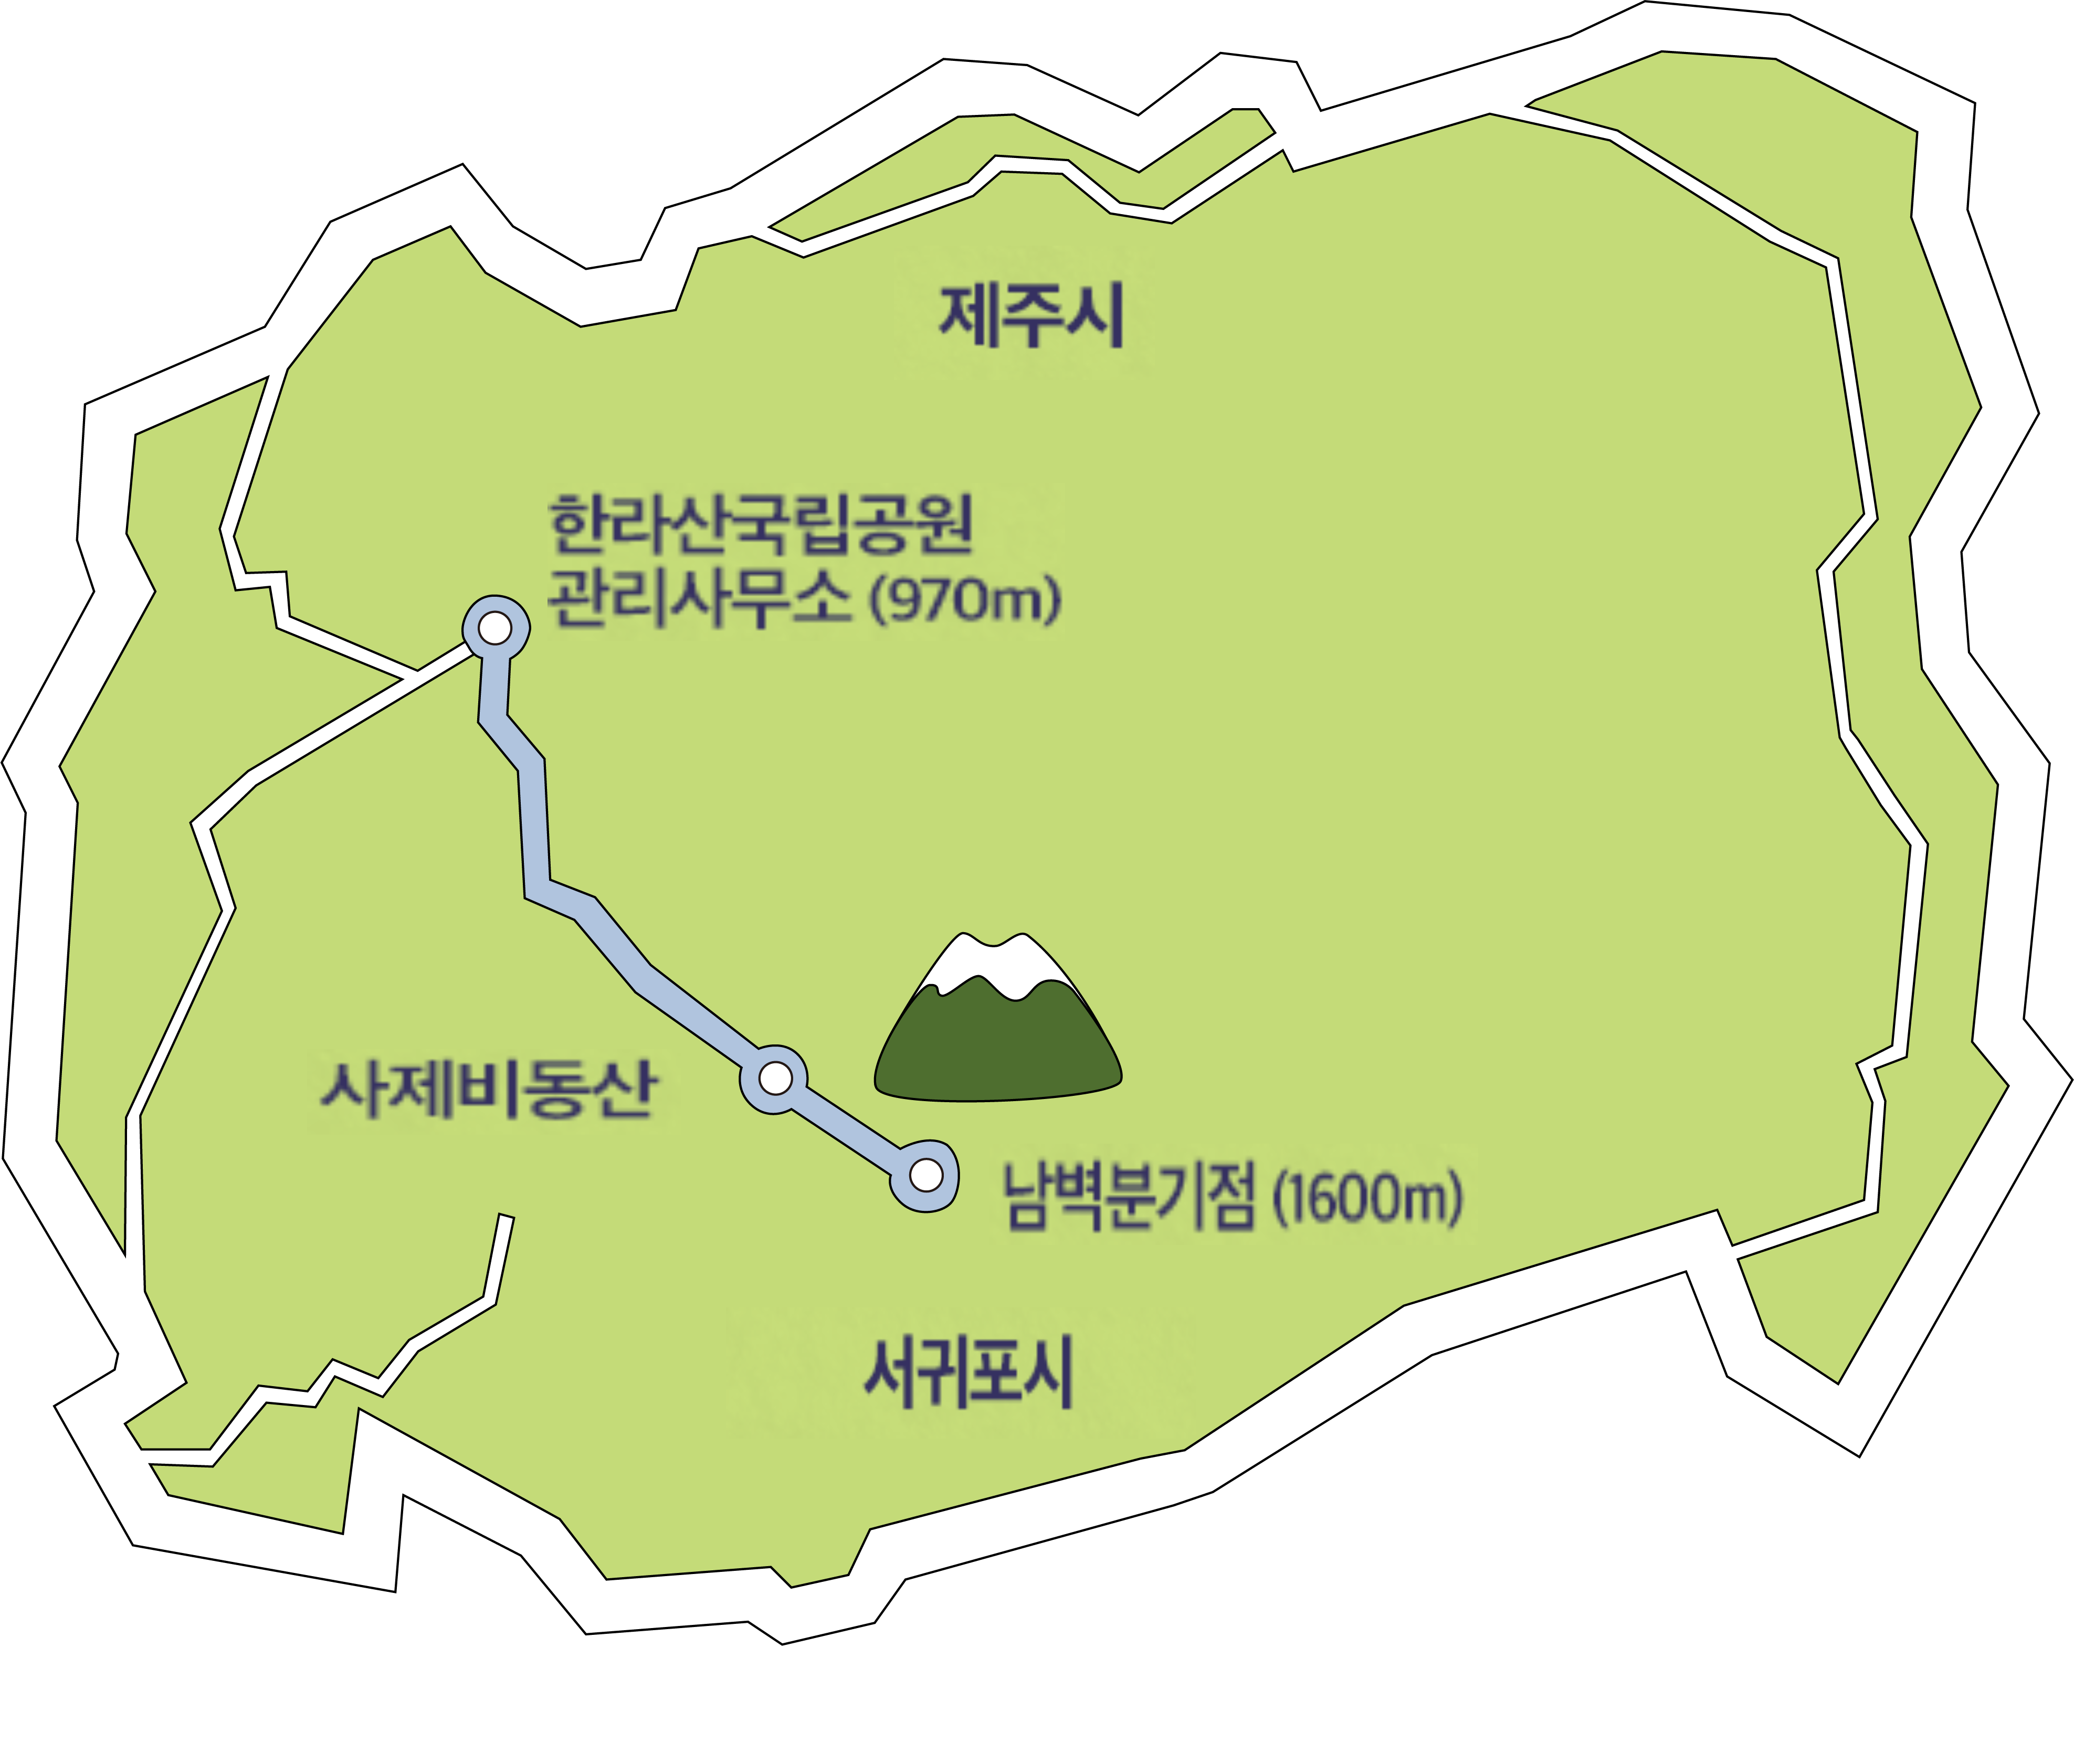 제주시
한라산국립공원
관리사무소 (970m)
사제비동산
남벽분기점 (1600m)
서귀포시